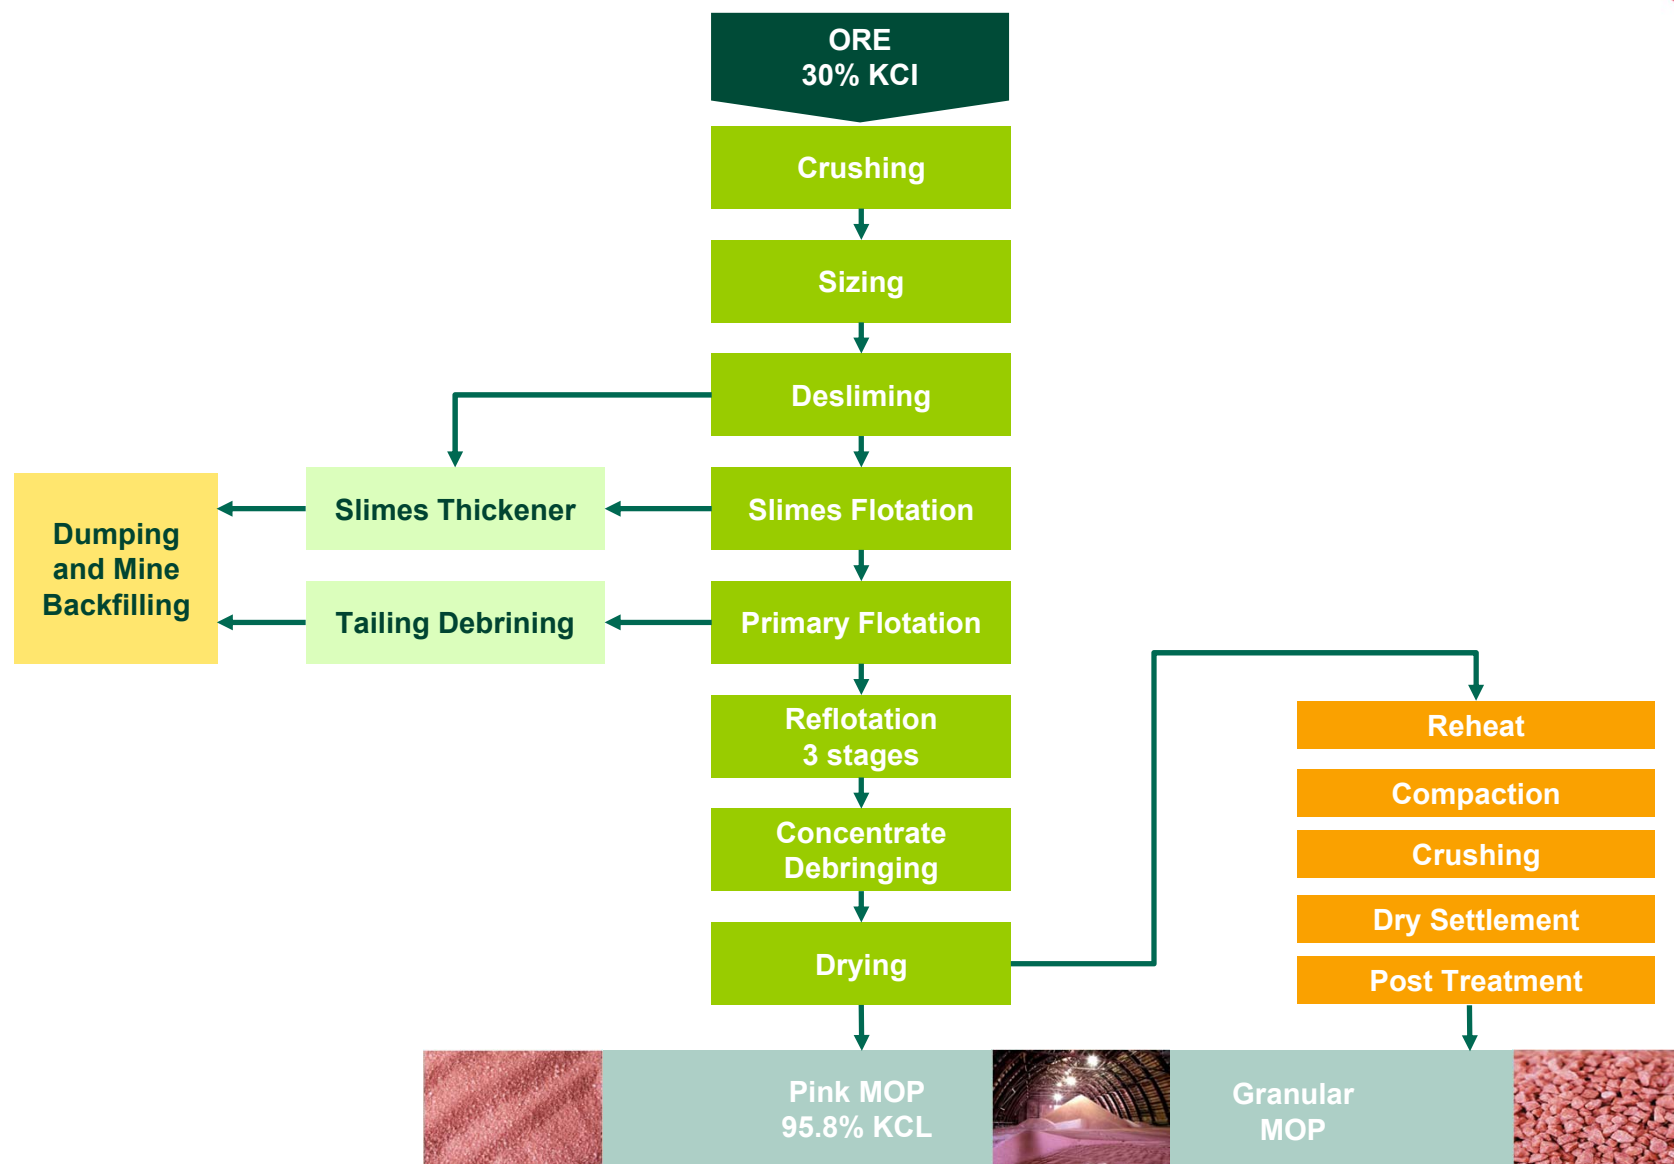 ORE
30% KCl
Crushing
Sizing
Desliming
Slimes Thickener
Slimes Flotation
Dumping
and Mine
Backfilling
Tailing Debrining
Primary Flotation
Reflotation
3 stages
Concentrate
Debringing
Drying
Reheat
Compaction
Crushing
Dry Settlement
Post Treatment
Pink MOP
95.8% KCL
Granular
MOP